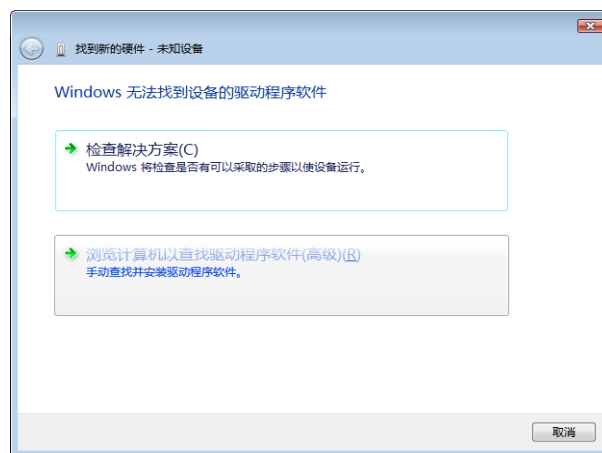 找到新的硬件 - 未知设备
Windows 无法找到设备的驱动程序软件
检查解决方案(C)
Windows 将检查是否有可以采取的步骤以使设备运行。
浏览计算机以查找驱动程序软件(高级)(R)
手动查找并安装驱动程序软件。
取消